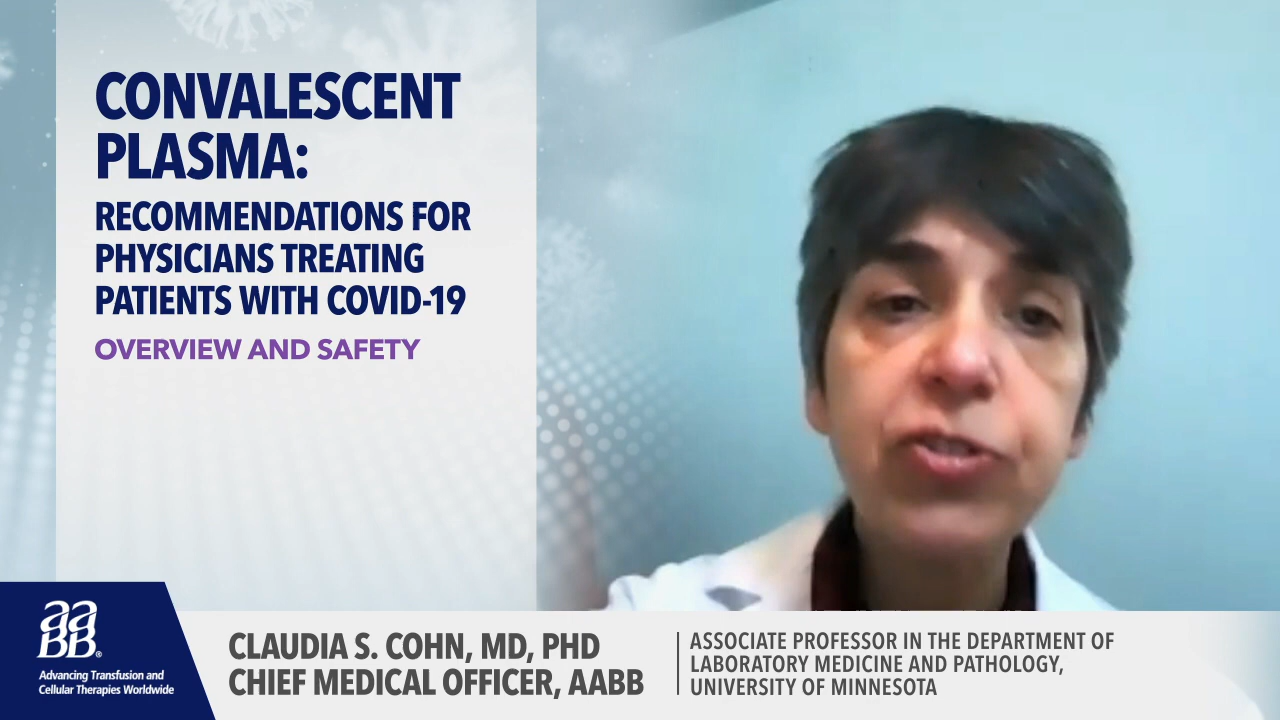 CONVALESCENT
PLASMA:
RECOMMENDATIONS FOR
PHYSICIANS TREATING
PATIENTS WITH COVID-19
OVERVIEW AND SAFETY
aaBB®
Advancing Transfusion and
Cellular Therapies Worldwide
CLAUDIA S. COHN, MD, PHD
CHIEF MEDICAL OFFICER, AABB
ASSOCIATE PROFESSOR IN THE DEPARTMENT OF
LABORATORY MEDICINE AND PATHOLOGY,
UNIVERSITY OF MINNESOTA